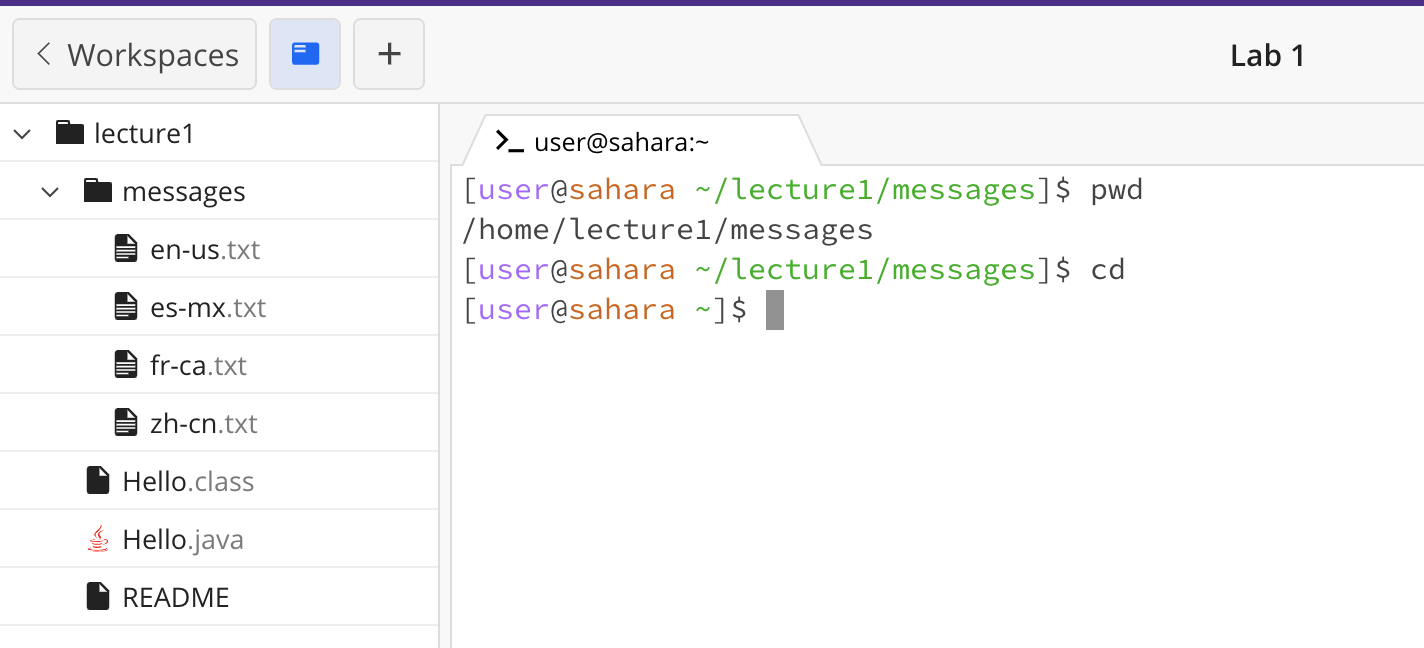 Workspaces
Lab 1
lecture1
messages
en-us.txt
es-mx.txt
fr-ca.txt
zh-cn.txt
Hello.class
Hello.java
README
user@sahara:~
[user@sahara ~/lecture1/messages]$ pwd
/home/lecture1/messages
[user@sahara ~/lecture1/messages]$ cd
[user@sahara ~]$